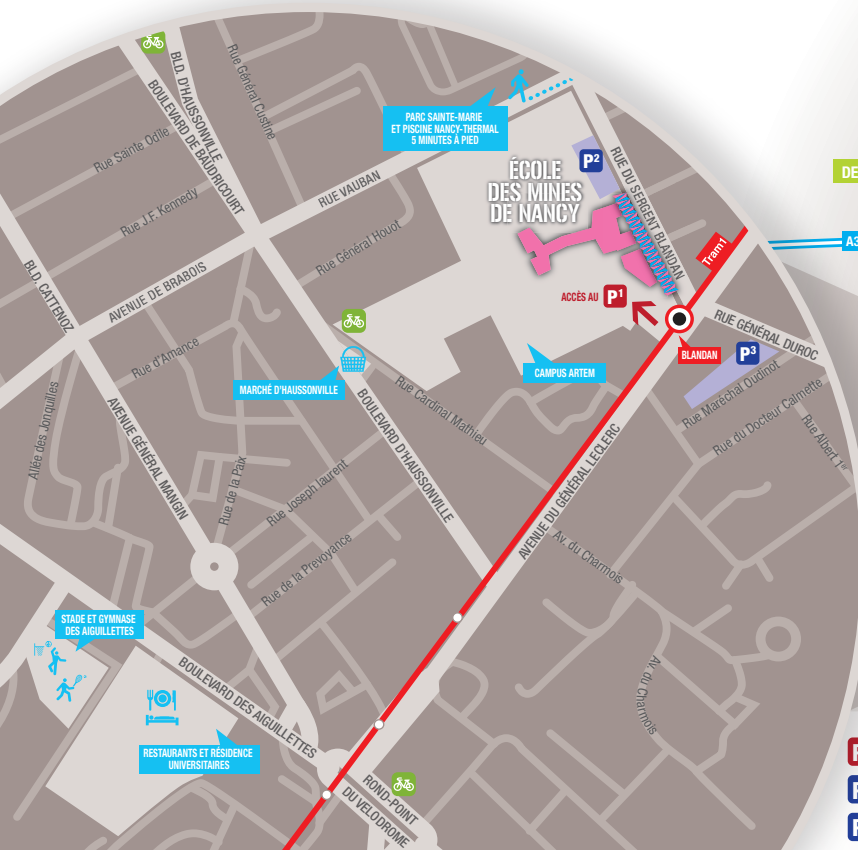 BLD. D'HAUSSONVILLE
BOULEVARD DE BAUDRICOURT
Rue Général Custine
Rue Sainte Odile
Rue J.F. Kennedy
PARC SAINTE-MARIE
ET PISCINE NANCY-THERMAL
5 MINUTES À PIED
RUE VAUBAN
P2
ÉCOLE
DES MINES
DE NANCY
RUE DU SERGENT BLANDAN
DE
A3
Tram1
Rue Général Houot
BLD. CATTENOZ
AVENUE DE BRABOIS
ACCÈS AU P1
RUE GÉNÉRAL DUROC
BLANDAN
P3
Rue d'Amance
MARCHÉ D'HAUSSONVILLE
CAMPUS ARTEM
Rue Maréchal Oudinot
Rue du Docteur Calmette
Rue Albert 1er
Allée des Jonquilles
AVENUE GÉNÉRAL MANGIN
Rue Cardinal Mathieu
BOULEVARD D'HAUSSONVILLE
Rue de la Paix
Rue Joseph laurent
AVENUE DU GÉNÉRAL LECLERC
Rue de la Prevoyance
Av. du Charmois
STADE ET GYMNASE
DES AIGUILLETTES
BOULEVARD DES AIGUILLETTES
Av. du Charmois
RESTAURANTS ET RÉSIDENCE
UNIVERSITAIRES
ROND-POINT
DU VELODROME
P
P
P